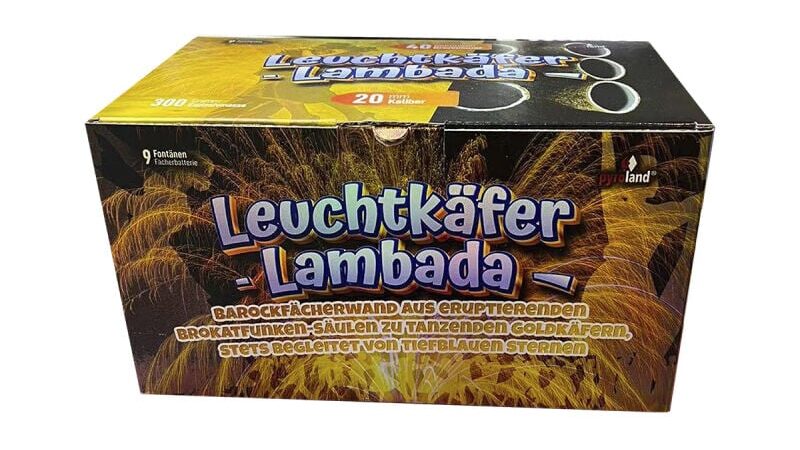 40
Leuchtkäfer
- Lambada -
300
20 mm
Kaliber
9 Fontänen
Fächerbatterie
pyroland®
Leuchtkäfer
- Lambada -
BAROCKFÄCHERWAND AUS ERUPTIERENDEN
BROKATFUNKEN-SÄULEN ZU TANZENDEN GOLDKÄFERN,
STETS BEGLEITET VON TIEFBLAUEN STERNEN